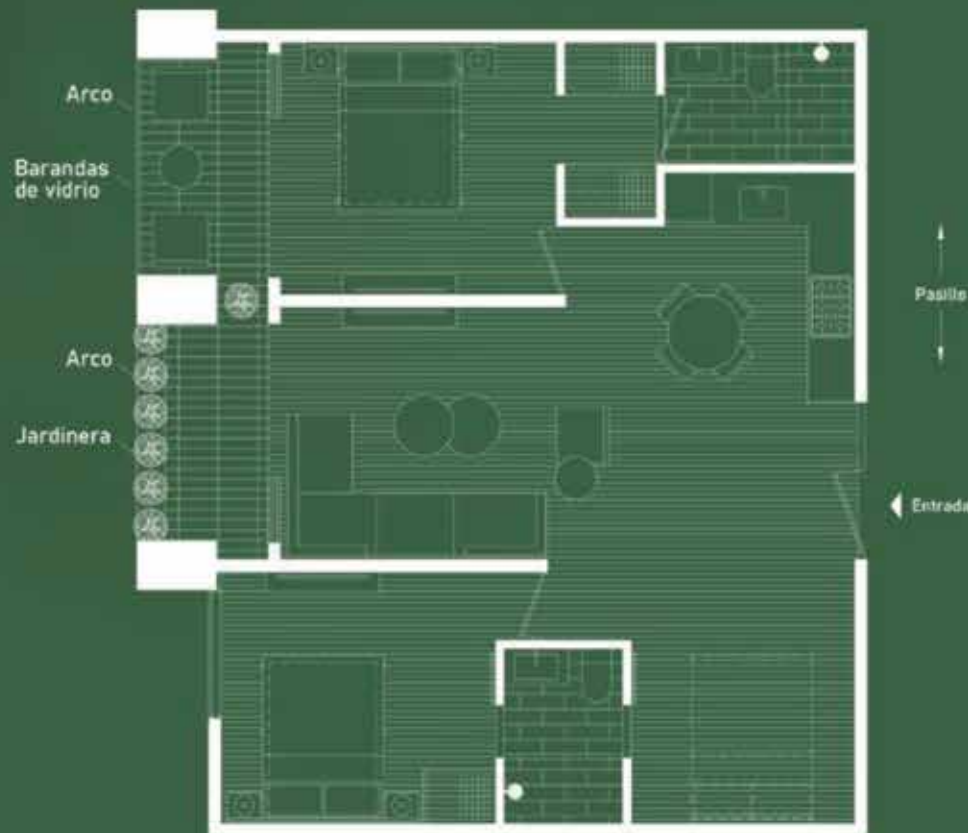 Arco
Barandas
de vidrio
Pasillo
Arco
Jardinera
Entrada